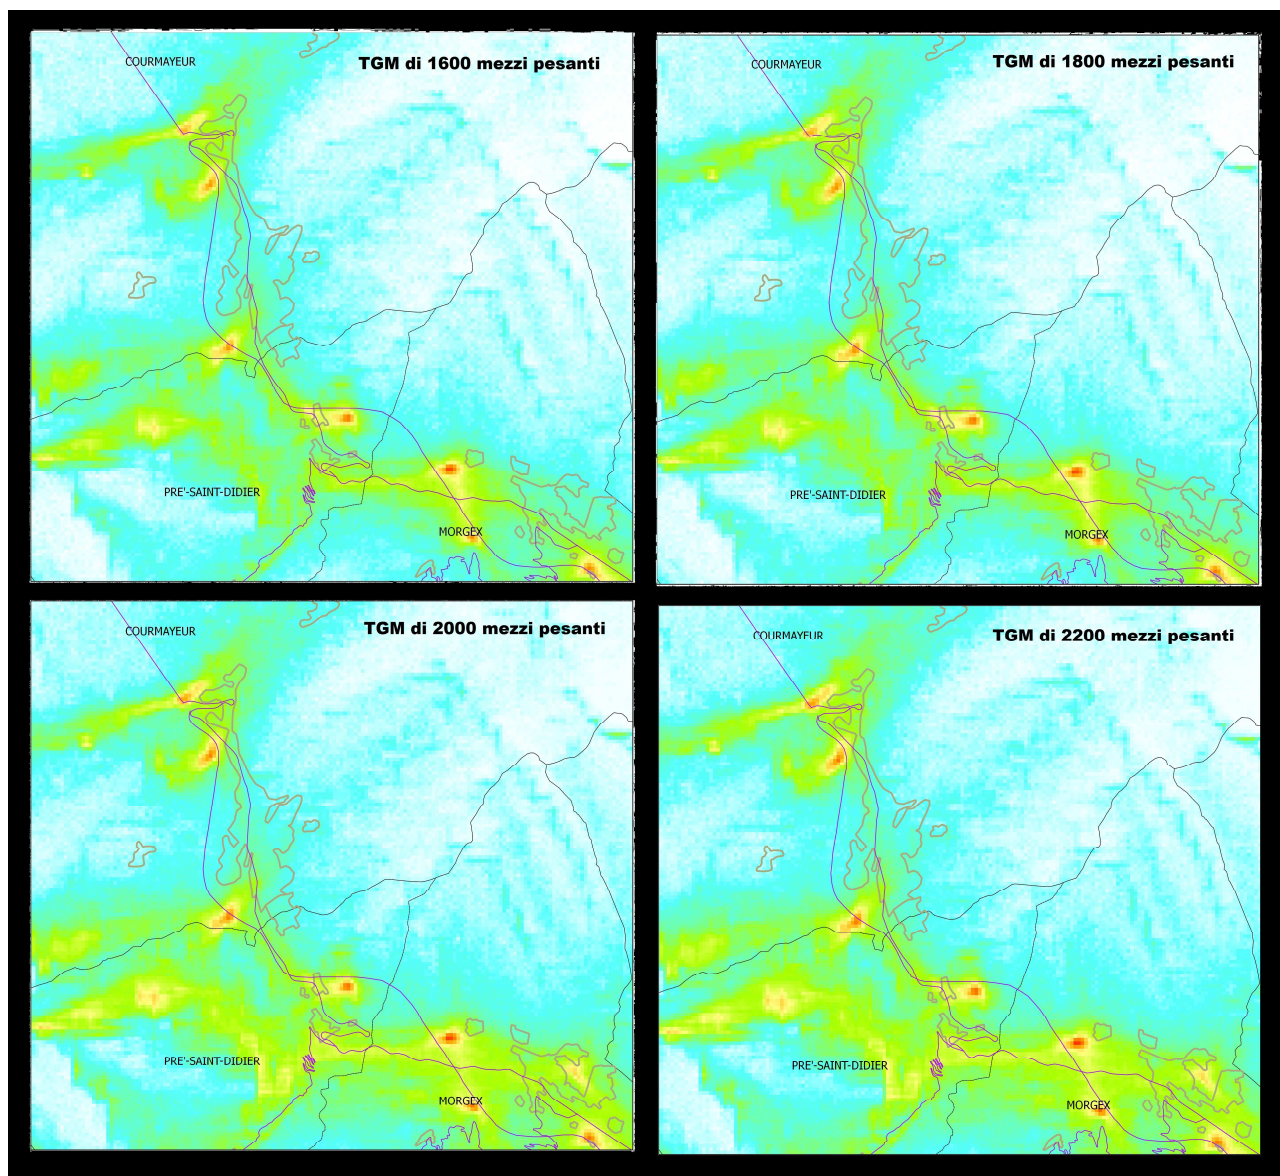 COURMAYEUR
TGM di 1600 mezzi pesanti
PRE'-SAINT-DIDIER
MORGEX
COURMAYEUR
TGM di 1800 mezzi pesanti
PRE'-SAINT-DIDIER
MORGEX
COURMAYEUR
TGM di 2000 mezzi pesanti
PRE'-SAINT-DIDIER
MORGEX
COURMAYEUR
TGM di 2200 mezzi pesanti
PRE'-SAINT-DIDIER
MORGEX